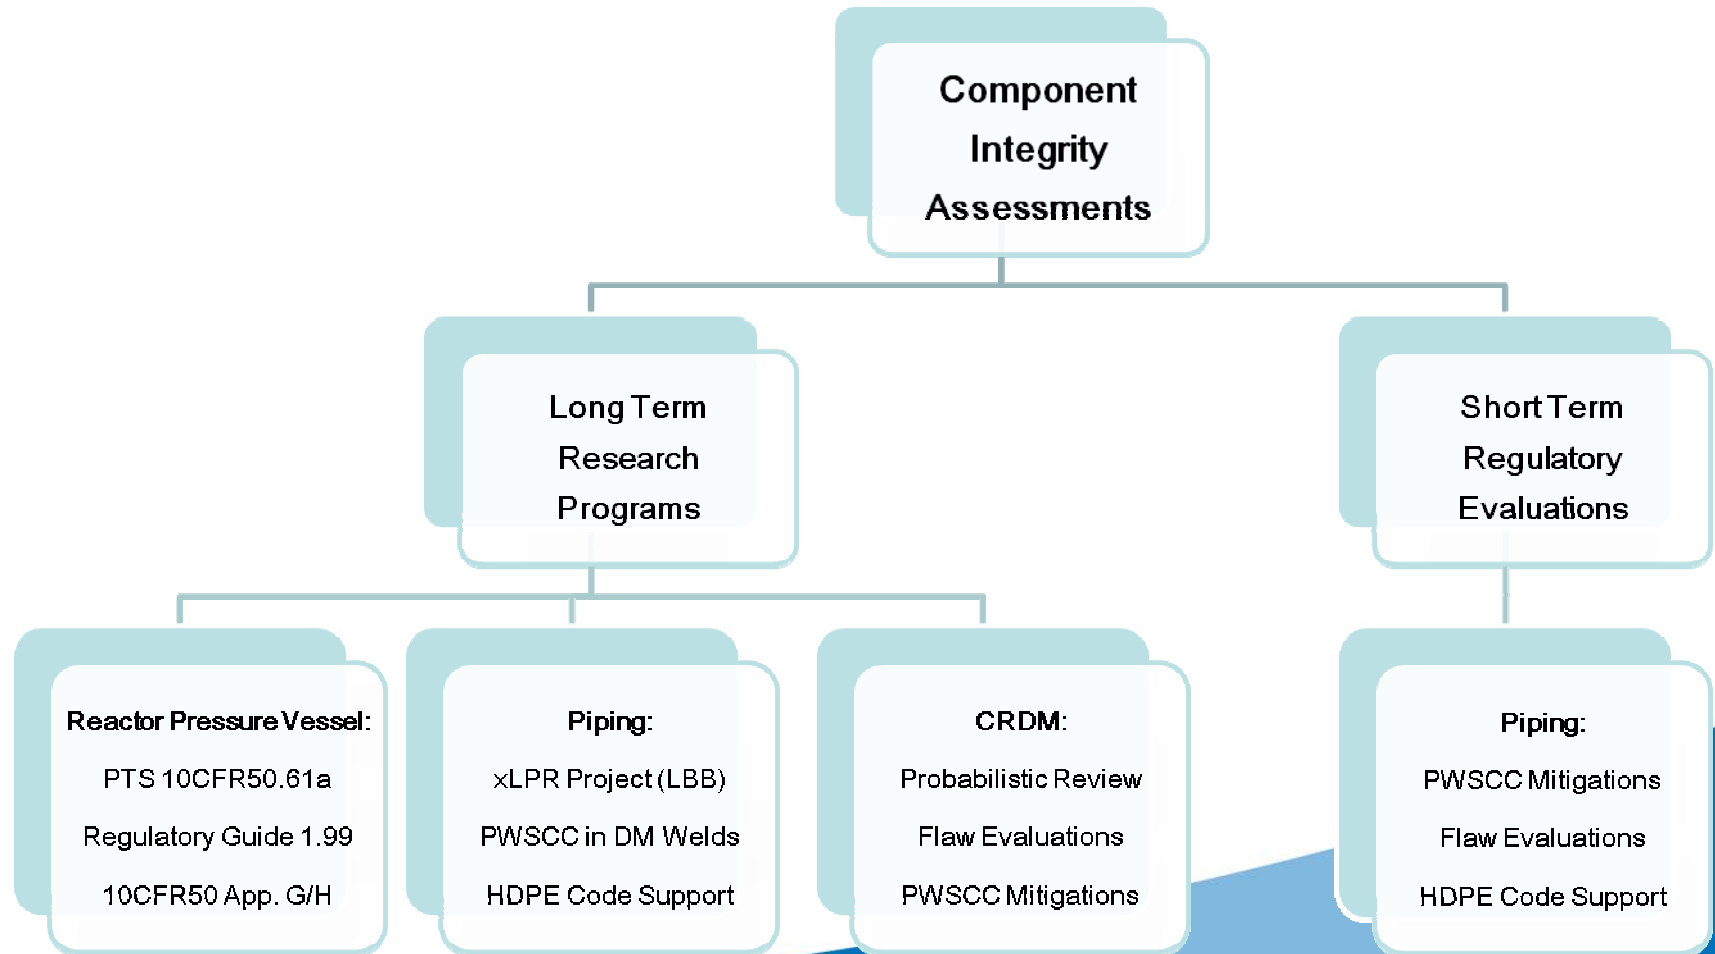 Component
Integrity
Assessments
Long Term
Research
Programs
Short Term
Regulatory
Evaluations
Reactor Pressure Vessel:
PTS 10CFR50.61a
Regulatory Guide 1.99
10CFR50 App. G/H
Piping:
xLPR Project (LBB)
PWSCC in DM Welds
HDPE Code Support
CRDM:
Probabilistic Review
Flaw Evaluations
PWSCC Mitigations
Piping:
PWSCC Mitigations
Flaw Evaluations
HDPE Code Support